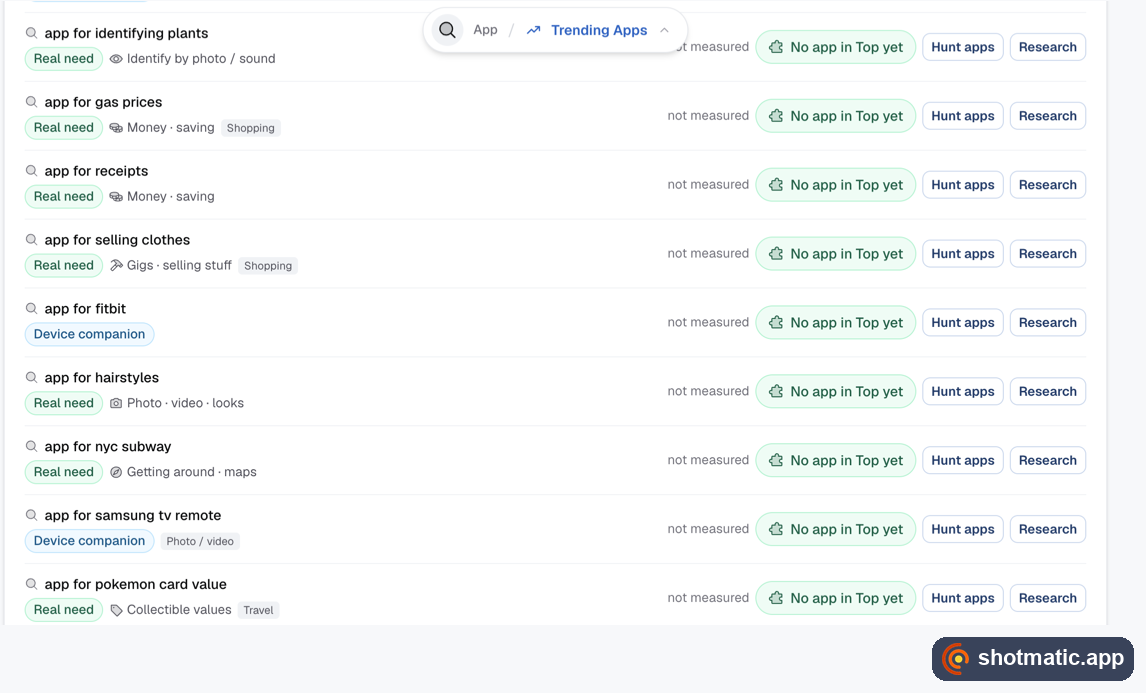 App / Trending Apps
app for identifying plants
Real need Identify by photo / sound
not measured No app in Top yet Hunt apps Research
app for gas prices
Real need Money · saving Shopping
not measured No app in Top yet Hunt apps Research
app for receipts
Real need Money · saving
not measured No app in Top yet Hunt apps Research
app for selling clothes
Real need Gigs · selling stuff Shopping
not measured No app in Top yet Hunt apps Research
app for fitbit
Device companion
not measured No app in Top yet Hunt apps Research
app for hairstyles
Real need Photo · video · looks
not measured No app in Top yet Hunt apps Research
app for nyc subway
Real need Getting around · maps
not measured No app in Top yet Hunt apps Research
app for samsung tv remote
Device companion Photo / video
not measured No app in Top yet Hunt apps Research
app for pokemon card value
Real need Collectible values Travel
not measured No app in Top yet Hunt apps Research
shotmatic.app